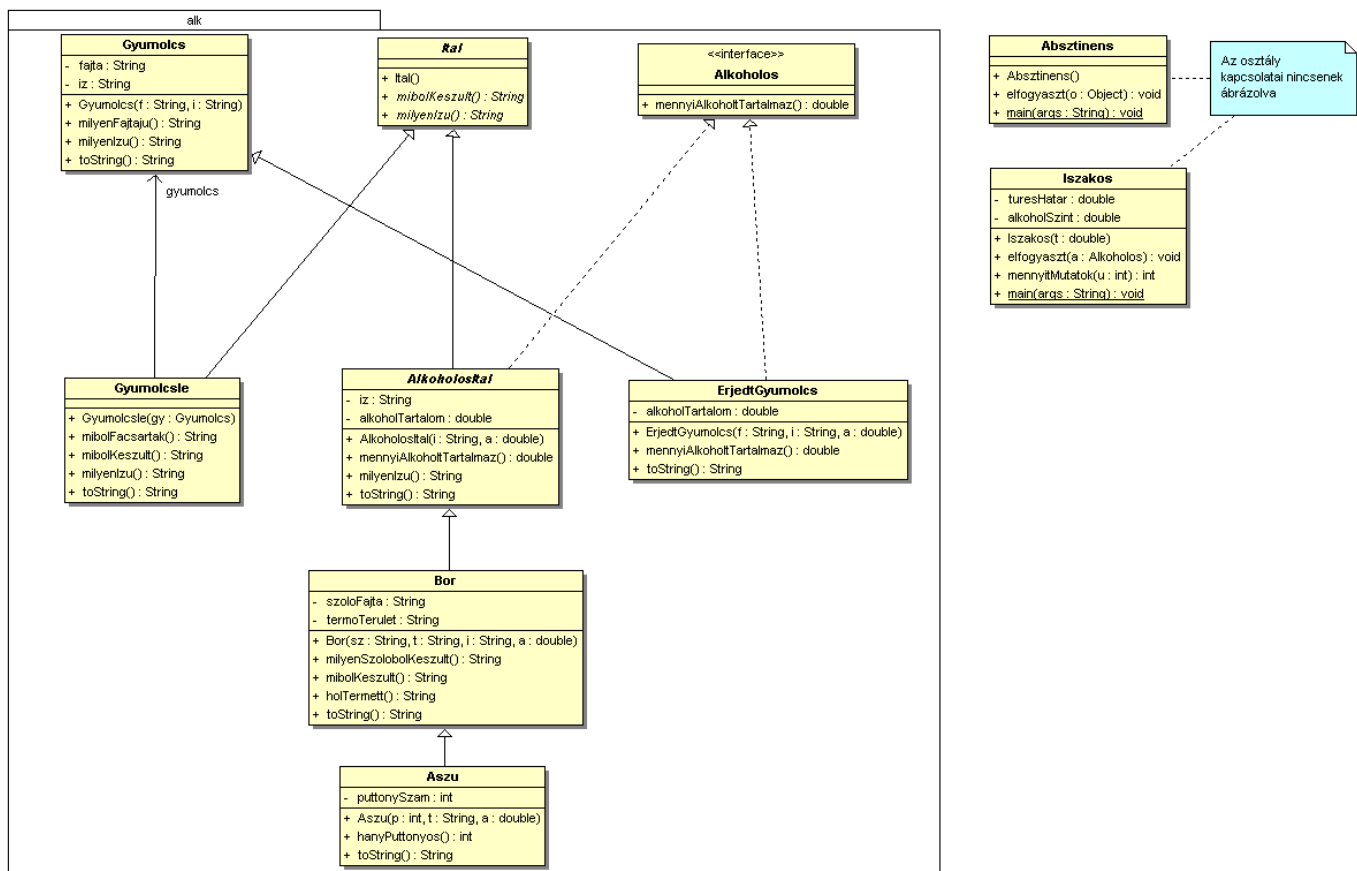 alk
Gyumolcs
- fajta : String
- iz : String
+ Gyumolcs(f : String, i : String)
+ milyenFajtaju() : String
+ milyenIzu() : String
+ toString() : String
Ital
+ Ital()
+ mibolKeszult() : String
+ milyenIzu() : String
<<interface>>
Alkoholos
+ mennyiAlkoholtTartalmaz() : double
Absztinens
+ Absztinens()
+ elfogyaszt(o : Object) : void
+ main(args : String) : void
Az osztály
kapcsolatai nincsenek
ábrázolva
Iszakos
- turesHatar : double
- alkoholSzint : double
+ Iszakos(t : double)
+ elfogyaszt(a : Alkoholos) : void
+ mennyitMutatok(u : int) : int
+ main(args : String) : void
gyumolcs
Gyumolcsle
+ Gyumolcsle(gy : Gyumolcs)
+ mibolFacsartak() : String
+ mibolKeszult() : String
+ milyenIzu() : String
+ toString() : String
AlkoholosItal
- iz : String
- alkoholTartalom : double
+ AlkoholosItal(i : String, a : double)
+ mennyiAlkoholtTartalmaz() : double
+ milyenIzu() : String
+ toString() : String
ErjedtGyumolcs
- alkoholTartalom : double
+ ErjedtGyumolcs(f : String, i : String, a : double)
+ mennyiAlkoholtTartalmaz() : double
+ toString() : String
Bor
- szoloFajta : String
- termoTerulet : String
+ Bor(sz : String, t : String, i : String, a : double)
+ milyenSzolobolKeszult() : String
+ mibolKeszult() : String
+ holTermett() : String
+ toString() : String
Aszu
- puttonySzam : int
+ Aszu(p : int, t : String, a : double)
+ hanyPuttonyos() : int
+ toString() : String